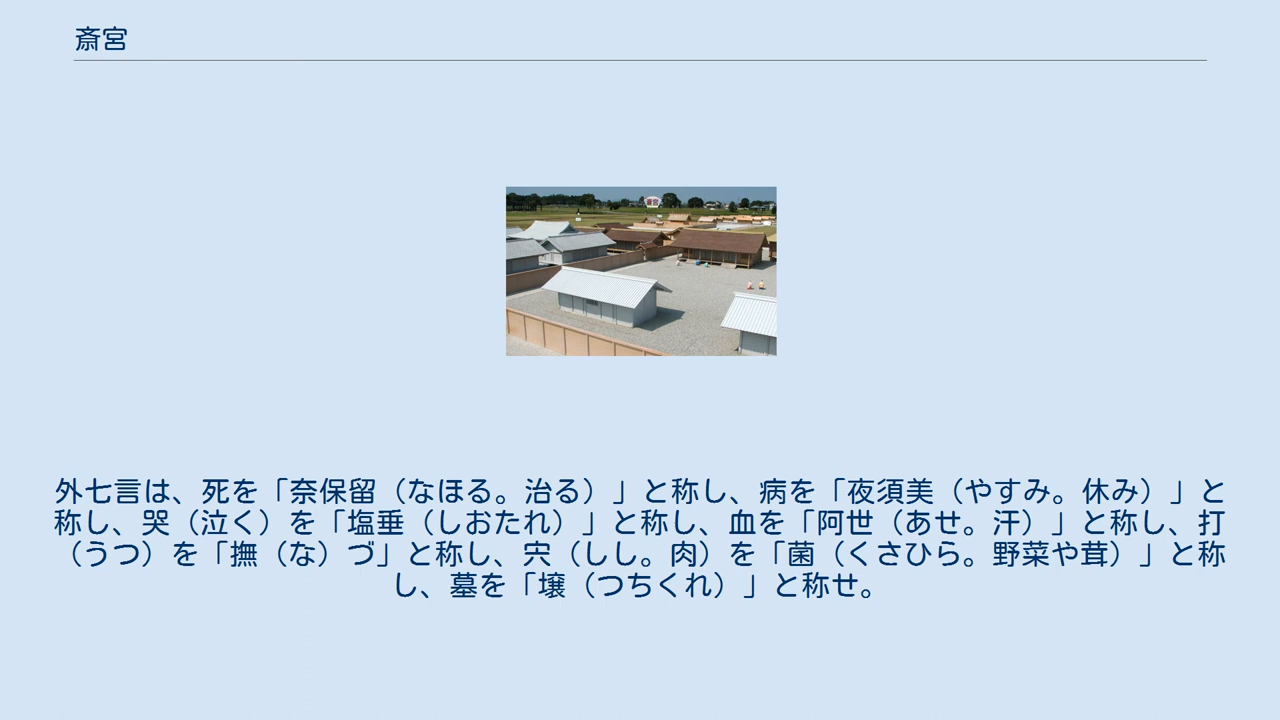 斎宮
外七言は、死を「奈保留（なほる。治る）」と称し、病を「夜須美（やすみ。休み）」と
称し、哭（泣く）を「塩垂（しおたれ）」と称し、血を「阿世（あせ。汗）」と称し、打
（うつ）を「撫（な）づ」と称し、宍（しし。肉）を「菌（くさひら。野菜や茸）」と称
し、墓を「壌（つちくれ）」と称せ。